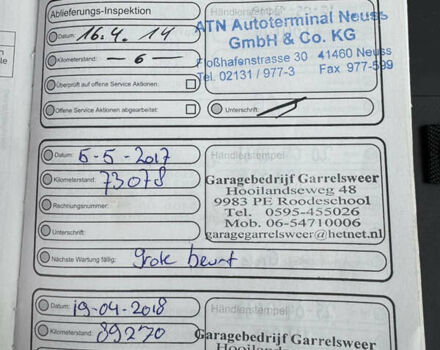 Ablieferungs-Inspektion
Datum: 16.4.14
Kilometerstand: -6-
Überprüft auf offene Service Aktionen:
Offene Service Aktionen abgearbeitet:
Händlerstempel
ATN Autoterminal Neuss
GmbH & Co. KG
Floßhafenstrasse 30 41460 Neuss
Tel. 02131 / 977-3 Fax 977-599
Unterschrift:
Datum: 5-5-2017
Kilometerstand: 73078
Rechnungsnummer:
Unterschrift:
Nächste Wartung fällig: grote beurt
Händlerstempel
Garagebedrijf Garrelsweer
Hooilandseweg 48
9983 PE Roodeschool
Tel. 0595-455026
Mob. 06-54710006
garagegarrelsweer@hetnet.nl
Datum: 19-04-2018
Kilometerstand: 89270
Händlerstempel
Garagebedrijf Garrelsweer